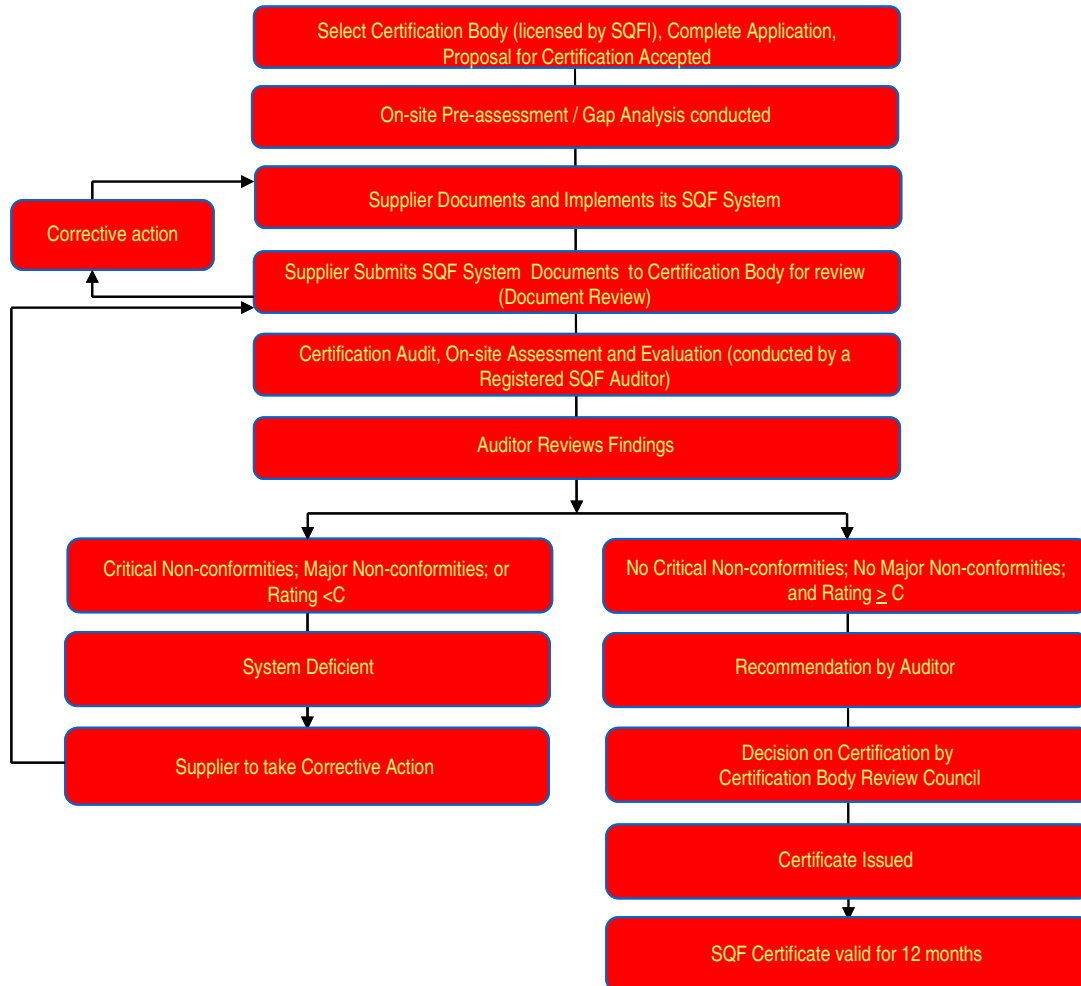 Select Certification Body (licensed by SQFI), Complete Application,
Proposal for Certification Accepted
On-site Pre-assessment / Gap Analysis conducted
Supplier Documents and Implements its SQF System
Corrective action
Supplier Submits SQF System Documents to Certification Body for review
(Document Review)
Certification Audit, On-site Assessment and Evaluation (conducted by a
Registered SQF Auditor)
Auditor Reviews Findings
Critical Non-conformities; Major Non-conformities; or
Rating <C
No Critical Non-conformities; No Major Non-conformities;
and Rating ≥ C
System Deficient
Recommendation by Auditor
Supplier to take Corrective Action
Decision on Certification by
Certification Body Review Council
Certificate Issued
SQF Certificate valid for 12 months